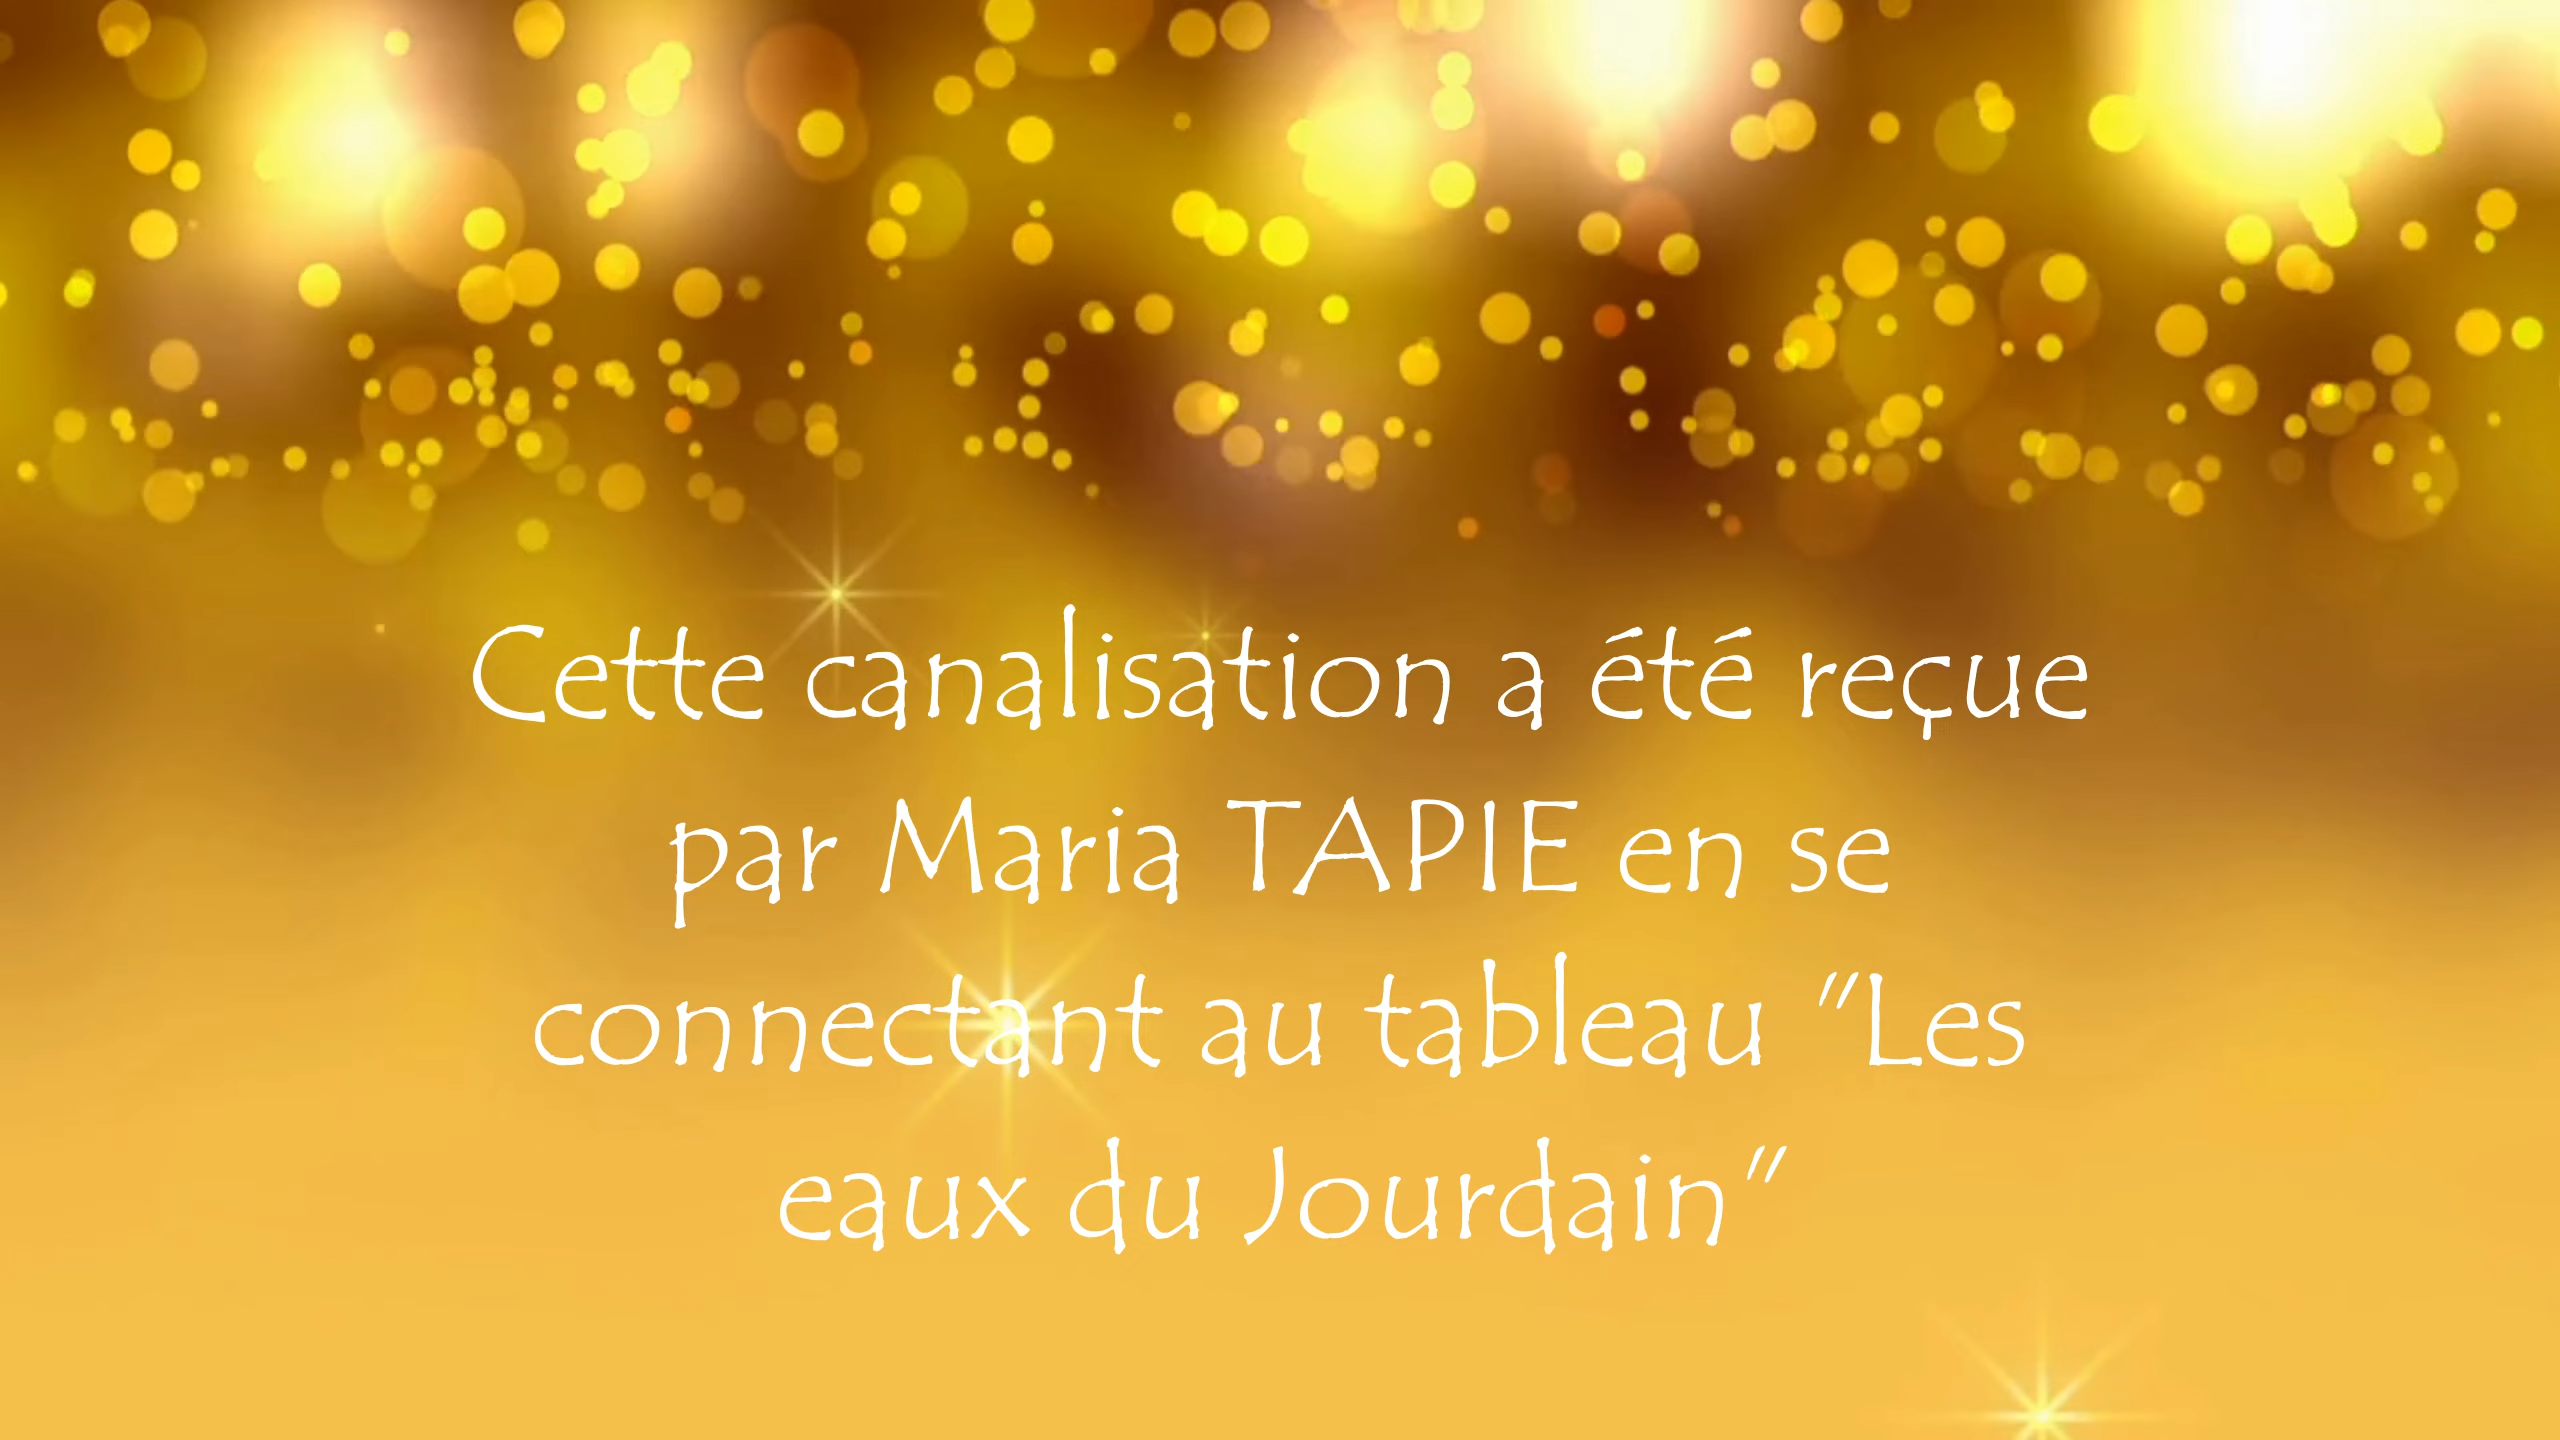 Cette canalisation a été reçue
par Maria TAPIE en se
connectant au tableau "Les
eaux du Jourdain"